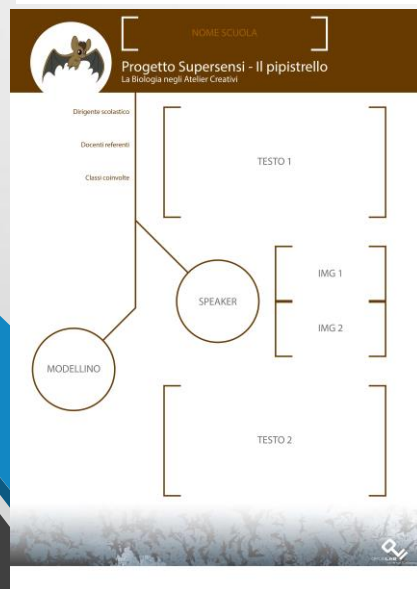 NOME SCUOLA
Progetto Supersensi - Il pipistrello
La Biologia negli Atelier Creativi
Dirigente scolastico
Docenti referenti
Classi coinvolte
TESTO 1
IMG 1
SPEAKER
IMG 2
MODELLINO
TESTO 2